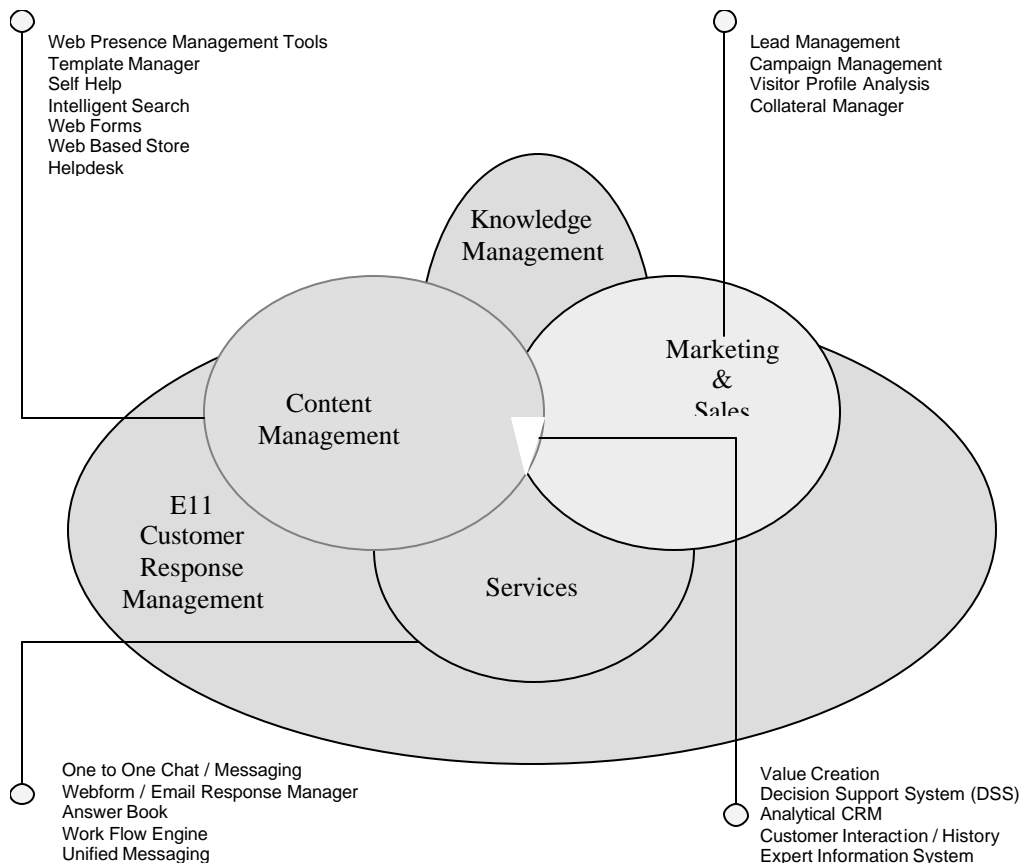 Web Presence Management Tools
Template Manager
Self Help
Intelligent Search
Web Forms
Web Based Store
Helpdesk
Lead Management
Campaign Management
Visitor Profile Analysis
Collateral Manager
Knowledge
Management
Marketing
&
Sales
Content
Management
E11
Customer
Response
Management
Services
One to One Chat / Messaging
Webform / Email Response Manager
Answer Book
Work Flow Engine
Unified Messaging
Value Creation
Decision Support System (DSS)
Analytical CRM
Customer Interaction / History
Expert Information System